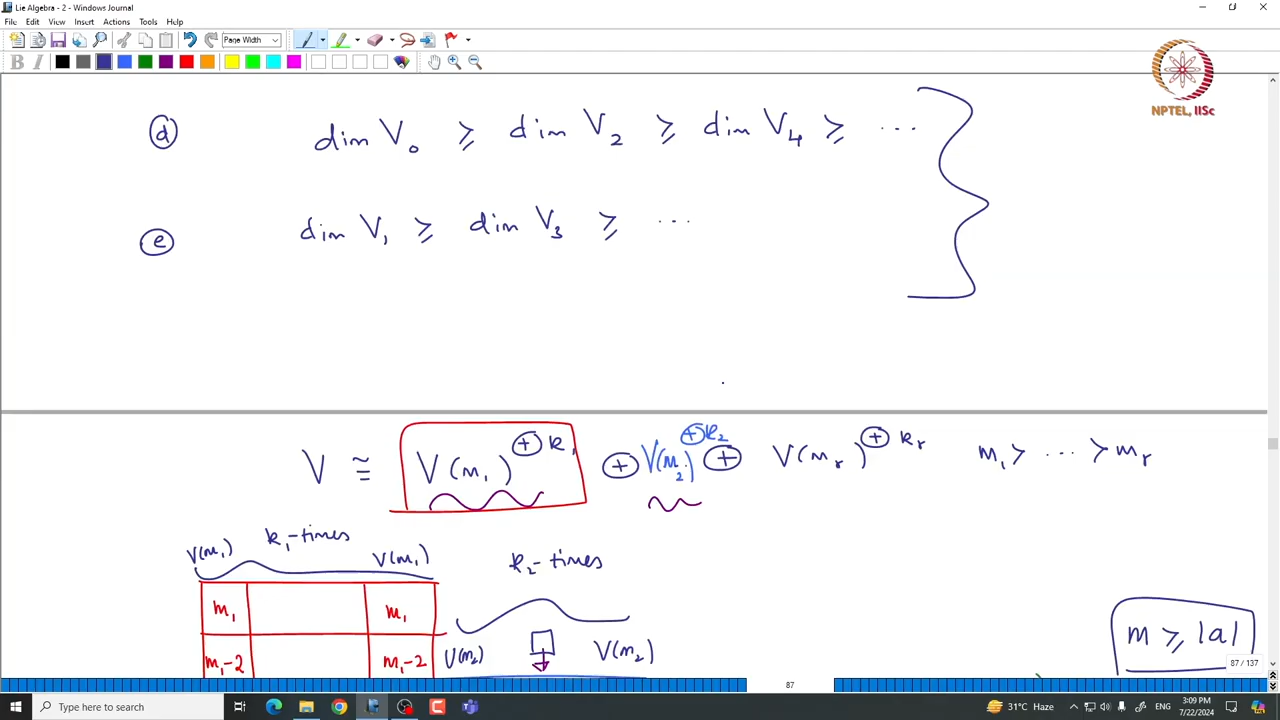 Lie Algebra - 2 - Windows Journal
File Edit View Insert Actions Tools Help
Page Width
B I
NPTEL, IISc
ⓓ dim V₀ ⩾ dim V₂ ⩾ dim V₄ ⩾ ⋯
ⓔ dim V₁ ⩾ dim V₃ ⩾ ⋯
V ≅ V(m₁)^⊕k₁ ⊕ V(m₂)^⊕k₂ ⊕ V(mᵣ)^⊕kᵣ m₁ > ⋯ > mᵣ
V(m₁) k₁-times V(m₁) k₂-times
m₁ m₁
m ⩾ |a|
m₁-2 m₁-2 V(m₂) V(m₂)
87 / 137
87
Type here to search
31°C Haze
3:09 PM
7/22/2024